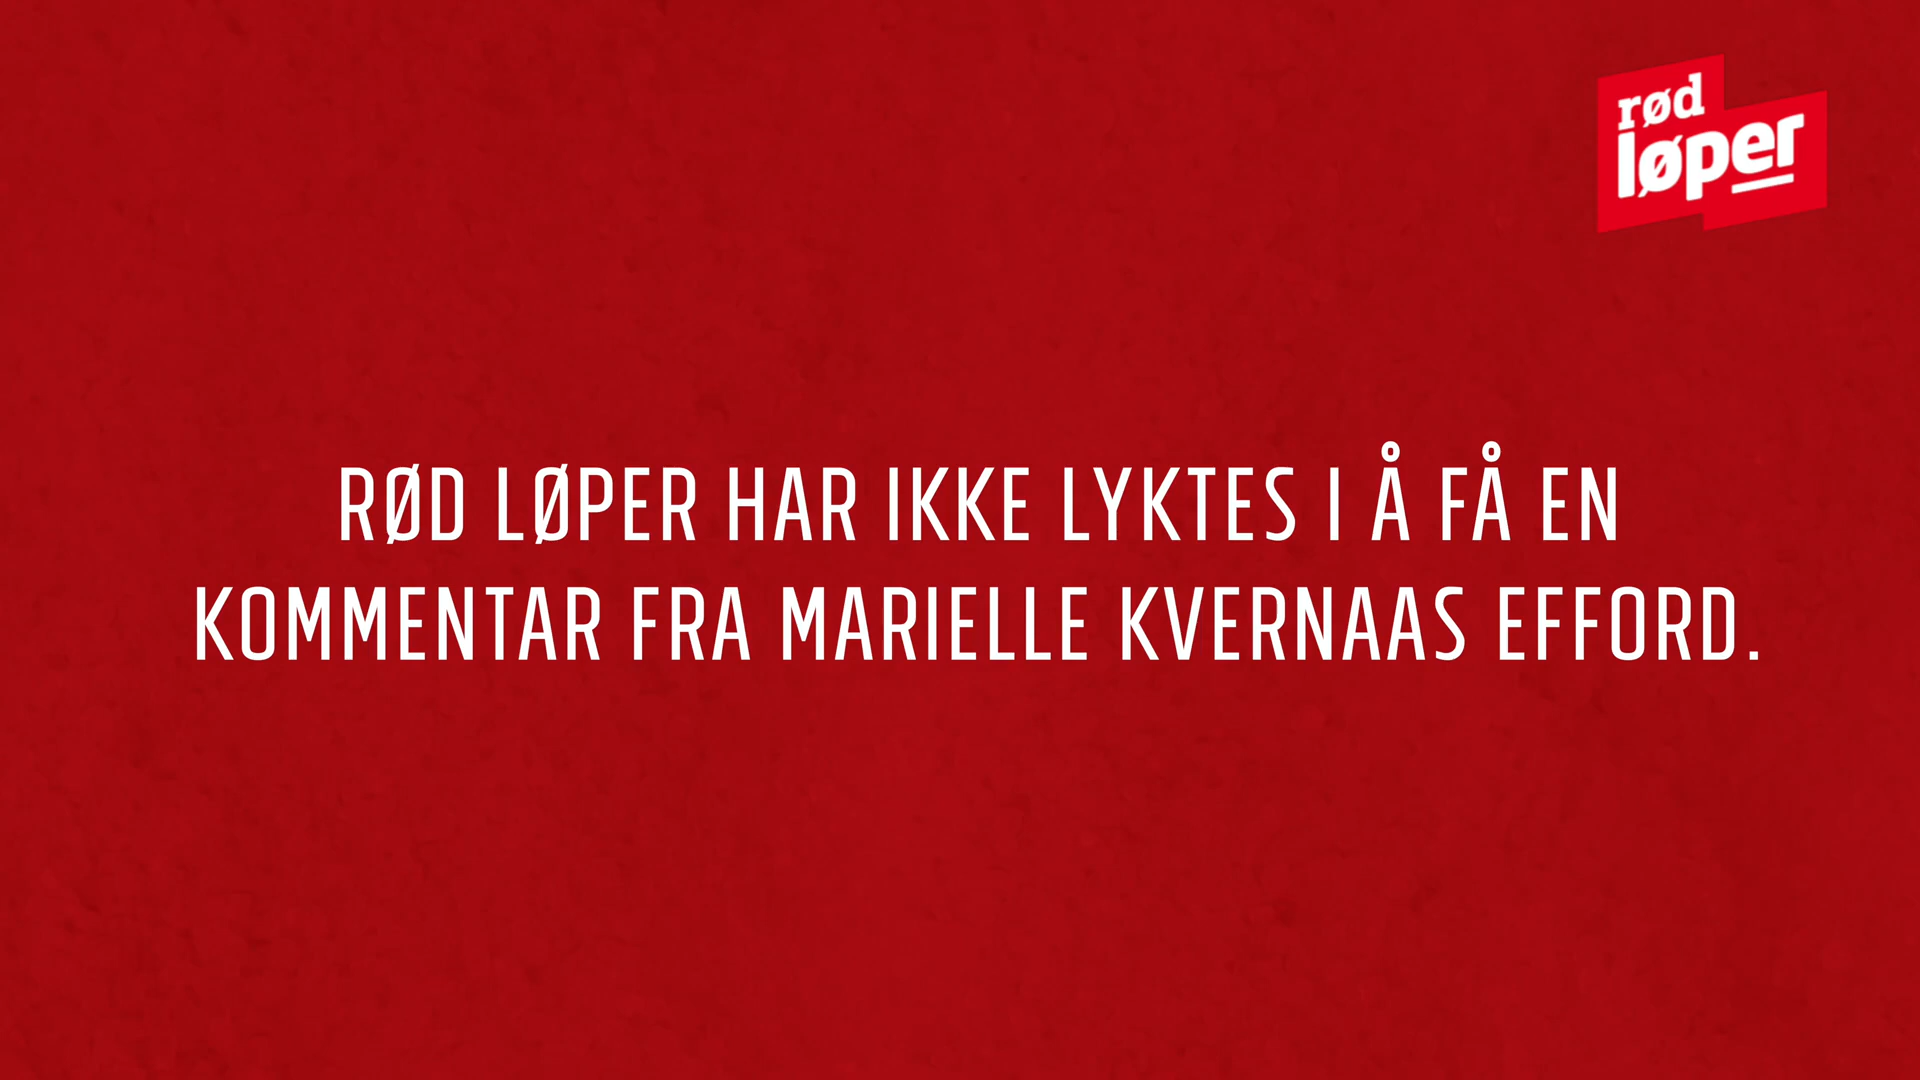 rød
løper
RØD LØPER HAR IKKE LYKTES I Å FÅ EN
KOMMENTAR FRA MARIELLE KVERNAAS EFFORD.